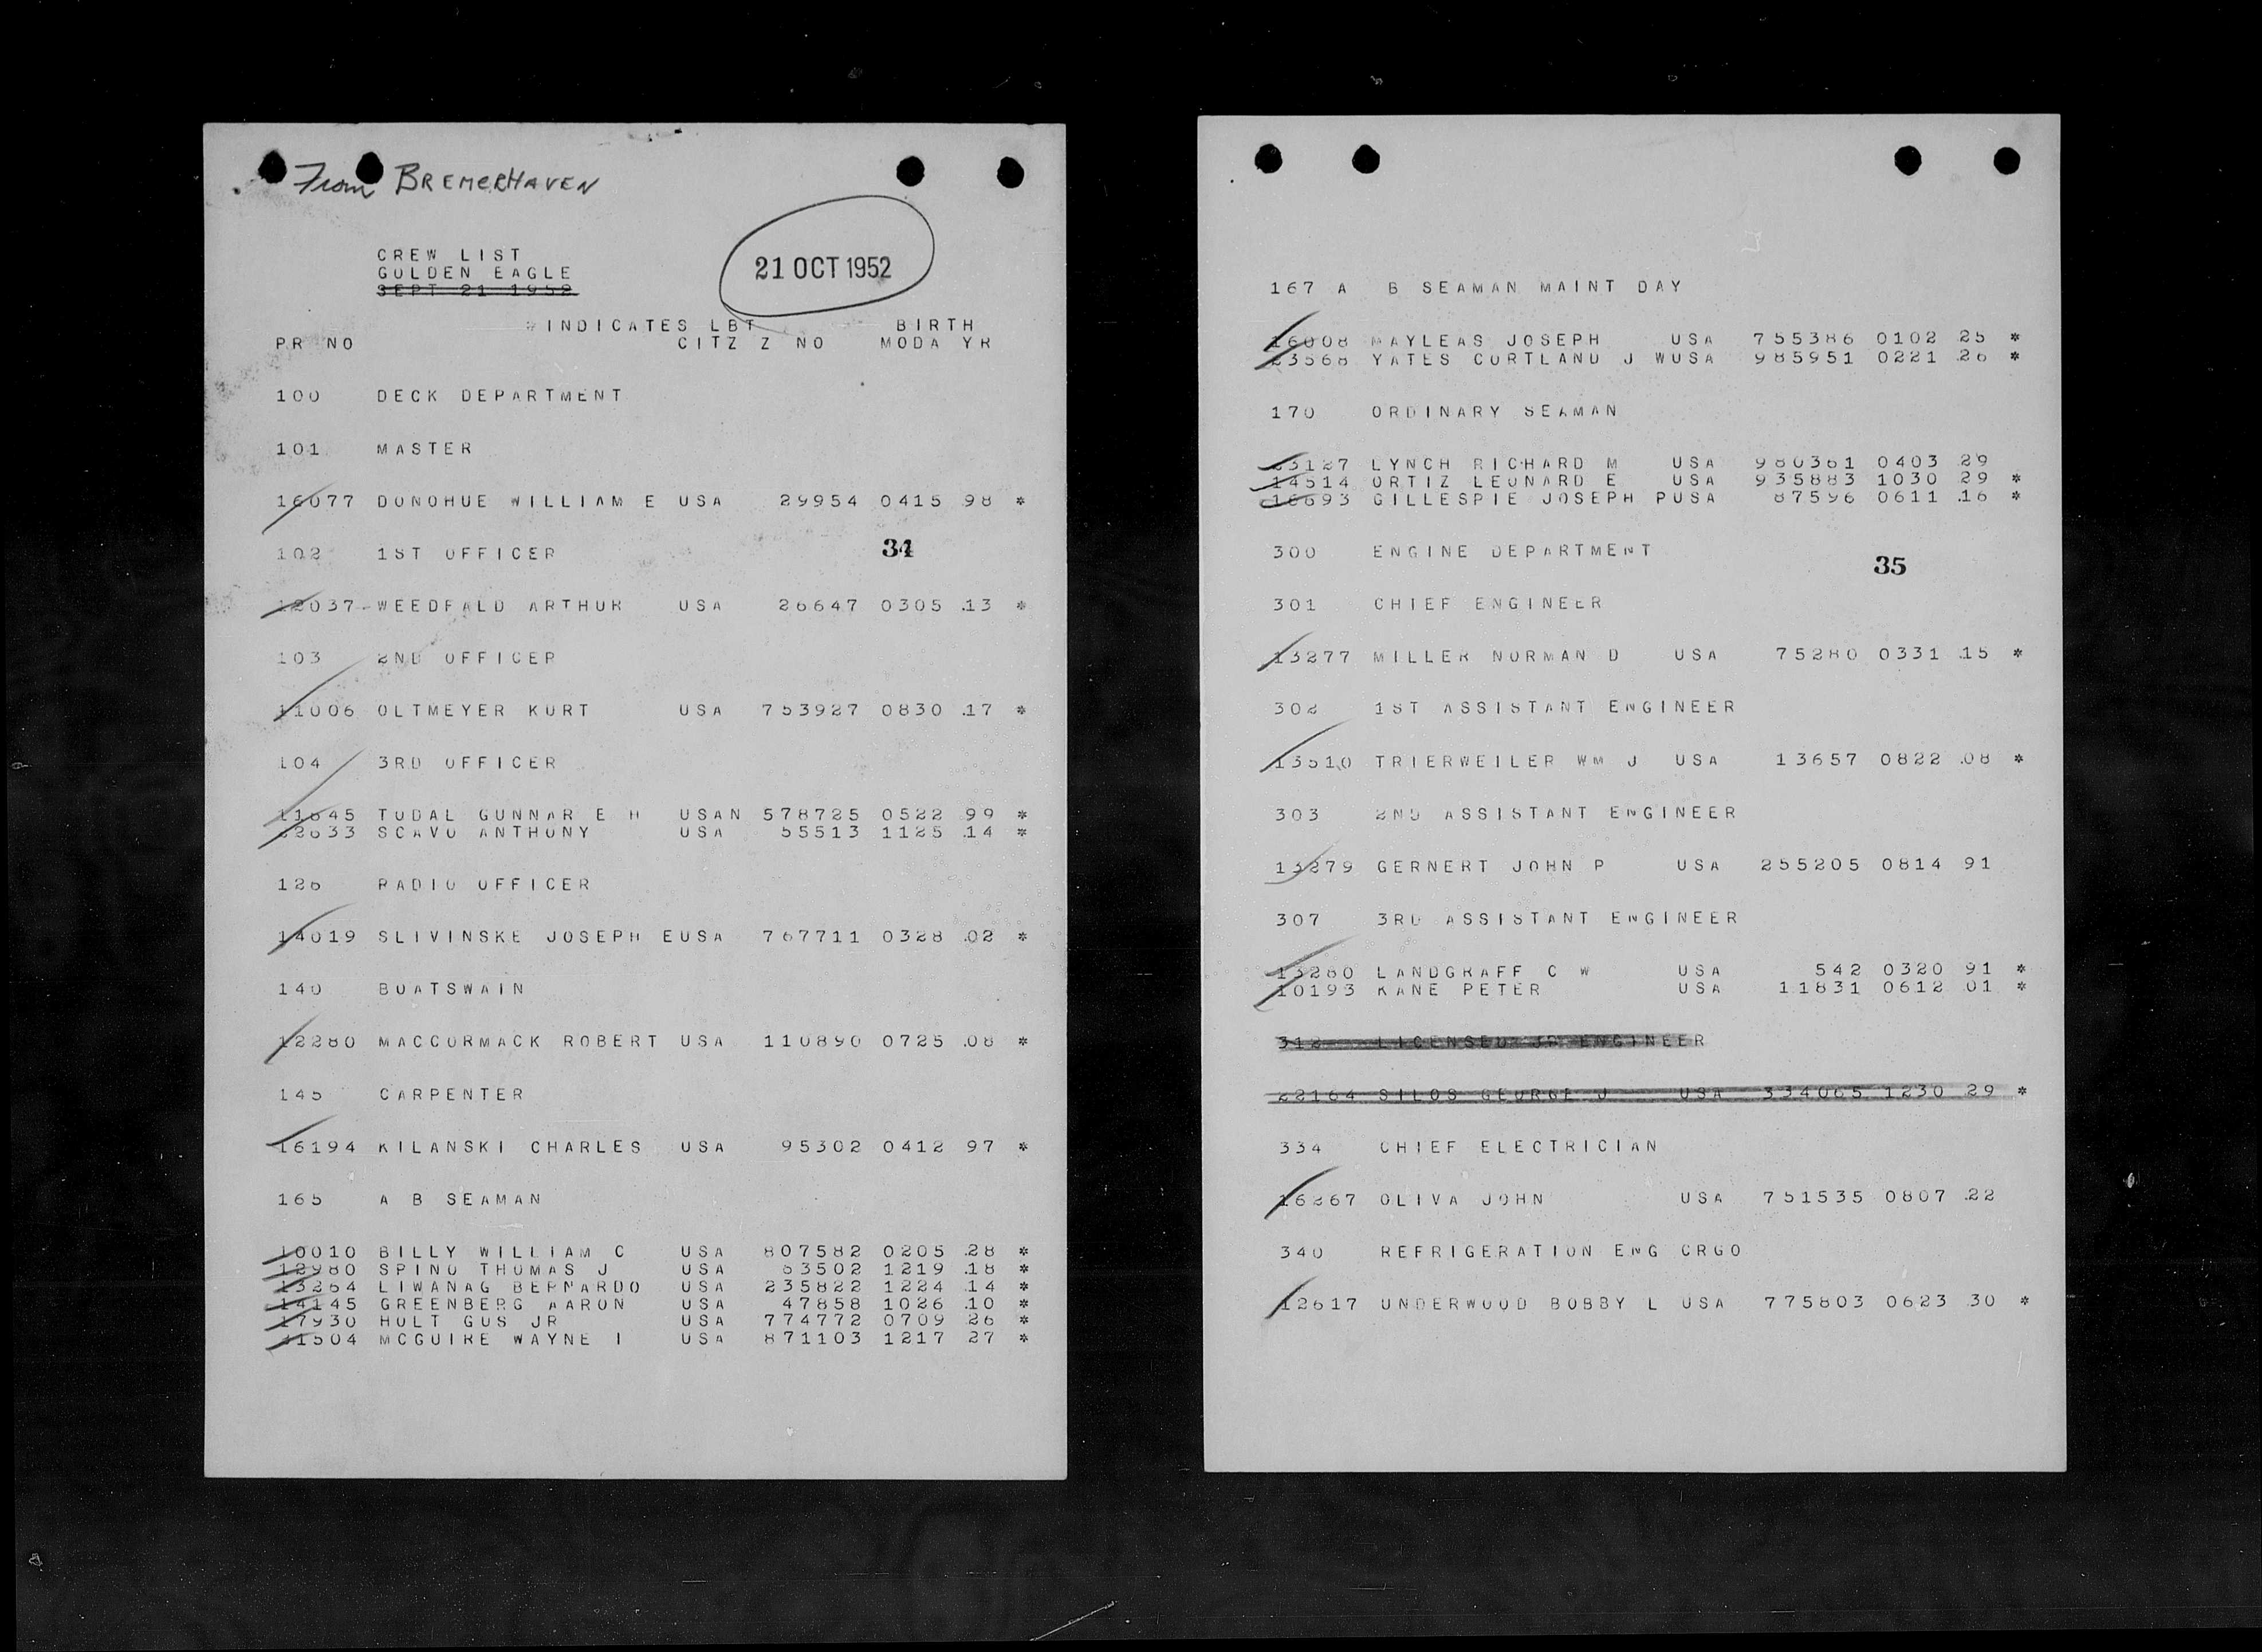 From BREMERHAVEN
21 OCT 1952
CREW LIST
GOLDEN EAGLE
SEPT 21 1952
*INDICATES LBT BIRTH
PR NO CITZ Z NO MODA YR
100 DECK DEPARTMENT
101 MASTER
16077 DONOHUE WILLIAM E USA 29954 0415 98 *
34
102 1ST OFFICER
12037 WEEDFALD ARTHUR USA 26647 0305 13 *
103 2ND OFFICER
11006 OLTMEYER KURT USA 753927 0830 17 *
104 3RD OFFICER
11645 TODAL GUNNAR E H USAN 578725 0522 99 *
22633 SCAVO ANTHONY USA 55513 1125 14 *
126 RADIO OFFICER
14019 SLIVINSKE JOSEPH EUSA 767711 0328 02 *
140 BOATSWAIN
12280 MACCORMACK ROBERT USA 110890 0725 08 *
145 CARPENTER
16194 KILANSKI CHARLES USA 95302 0412 97 *
165 A B SEAMAN
10010 BILLY WILLIAM C USA 807582 0205 28 *
12980 SPINO THOMAS J USA 63502 1219 18 *
13264 LIWANAG BERNARDO USA 235822 1224 14 *
14145 GREENBERG AARON USA 47858 1026 10 *
17930 HOLT GUS JR USA 774772 0709 26 *
MCGUIRE WAYNE I USA 871103 1217 27 *
167 A B SEAMAN MAINT DAY
16008 MAYLEAS JOSEPH USA 755386 0102 25 *
23568 YATES CORTLAND J WUSA 985951 0221 26 *
170 ORDINARY SEAMAN
LYNCH RICHARD M USA 980361 0403 29
14514 ORTIZ LEONARD E USA 935883 1030 29 *
16693 GILLESPIE JOSEPH PUSA 87596 0611 16 *
300 ENGINE DEPARTMENT
35
301 CHIEF ENGINEER
13277 MILLER NORMAN D USA 75280 0331 15 *
302 1ST ASSISTANT ENGINEER
13510 TRIERWEILER WM J USA 13657 0822 08 *
303 2ND ASSISTANT ENGINEER
13279 GERNERT JOHN P USA 255205 0814 91
307 3RD ASSISTANT ENGINEER
13280 LANDGRAFF C W USA 542 0320 91 *
10193 KANE PETER USA 11831 0612 01 *
312 LICENSED JR ENGINEER
22164 SILOS GEORGE J USA 334065 1230 29 *
334 CHIEF ELECTRICIAN
16267 OLIVA JOHN USA 751535 0807 22
340 REFRIGERATION ENG CRGO
12617 UNDERWOOD BOBBY L USA 775803 0623 30 *